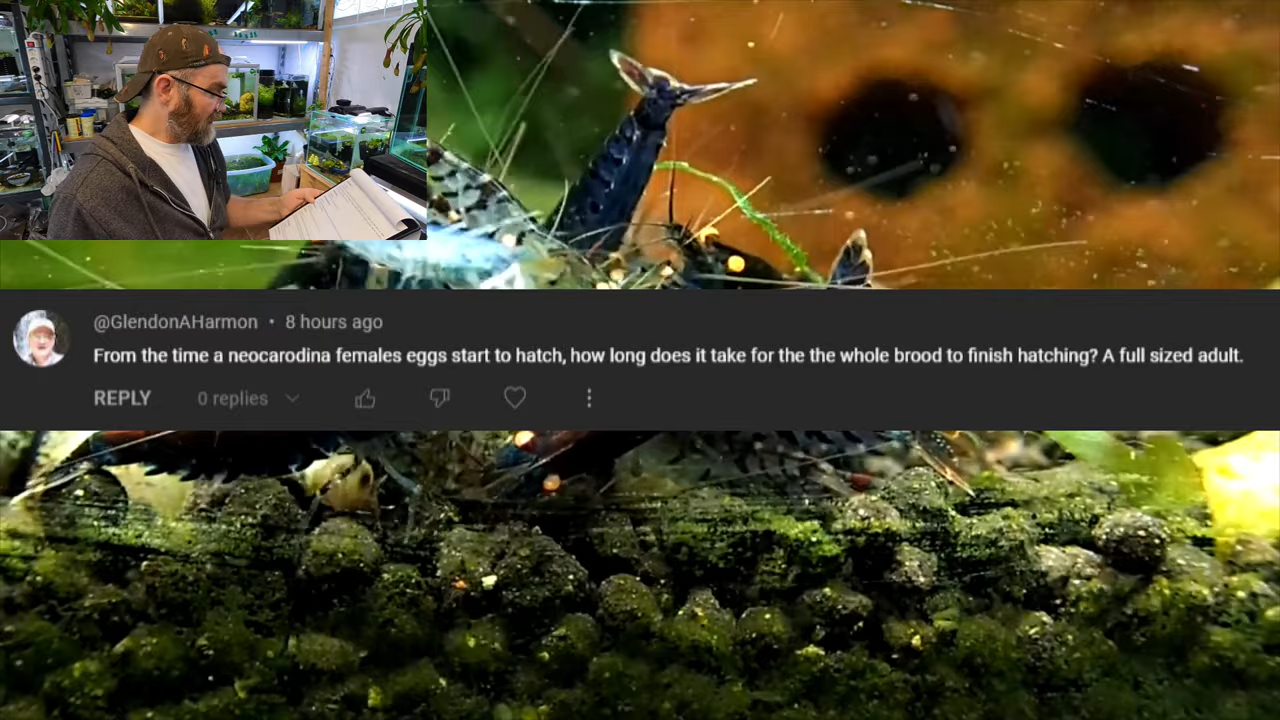 @GlendonAHarmon • 8 hours ago
From the time a neocarodina females eggs start to hatch, how long does it take for the the whole brood to finish hatching? A full sized adult.
REPLY 0 replies